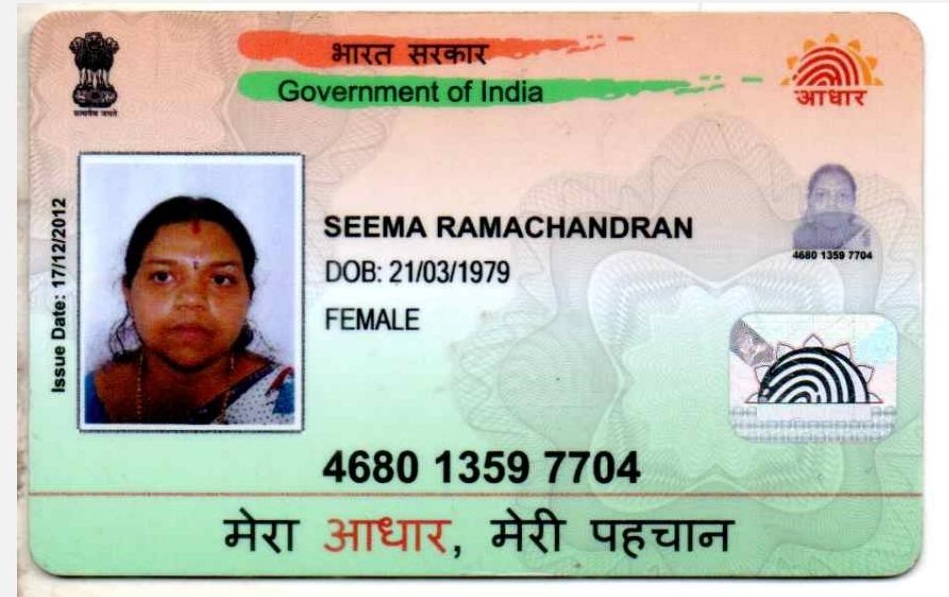 भारत सरकार
Government of India
आधार
Issue Date: 17/12/2012
SEEMA RAMACHANDRAN
DOB: 21/03/1979
FEMALE
4680 1359 7704
4680 1359 7704
मेरा आधार, मेरी पहचान